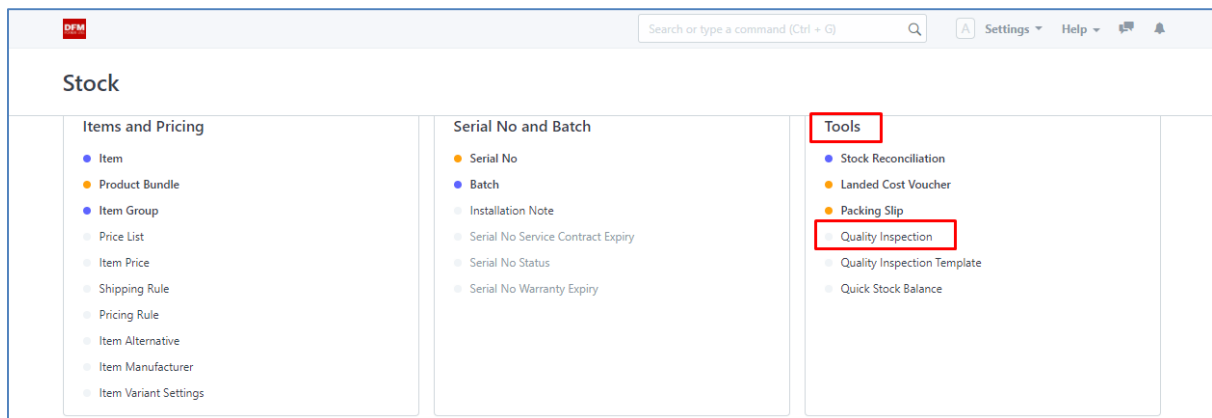 DFM
Search or type a command (Ctrl + G)
A
Settings
Help
Stock
Items and Pricing
Item
Product Bundle
Item Group
Price List
Item Price
Shipping Rule
Pricing Rule
Item Alternative
Item Manufacturer
Item Variant Settings
Serial No and Batch
Serial No
Batch
Installation Note
Serial No Service Contract Expiry
Serial No Status
Serial No Warranty Expiry
Tools
Stock Reconciliation
Landed Cost Voucher
Packing Slip
Quality Inspection
Quality Inspection Template
Quick Stock Balance